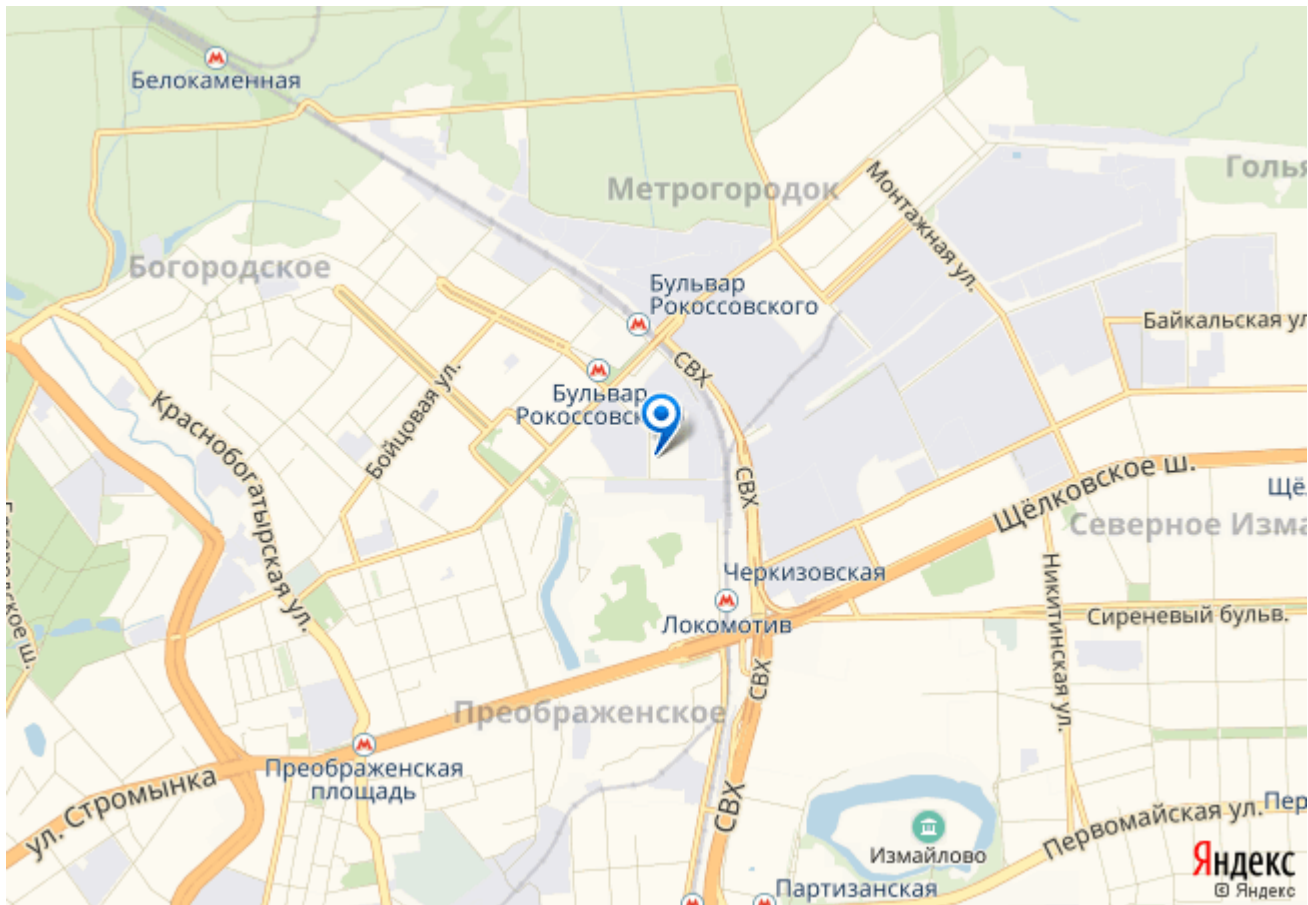 Белокаменная
Метрогородок
Голья
Монтажная ул.
Богородское
Бульвар
Рокоссовского
Байкальская ул
СВХ
Бульвар
Рокоссовск
Бойцовая ул.
Краснобогатырская ул.
СВХ
Щёлковское ш.
Щё
Северное Изма
Черкизовская
Никитинская ул.
Локомотив
Сиреневый бульв.
Богородское ш.
СВХ
Преображенское
Преображенская
площадь
ул. Стромынка
СВХ
Первомайская ул.
Пер
Измайлово
Партизанская
Яндекс
© Яндекс